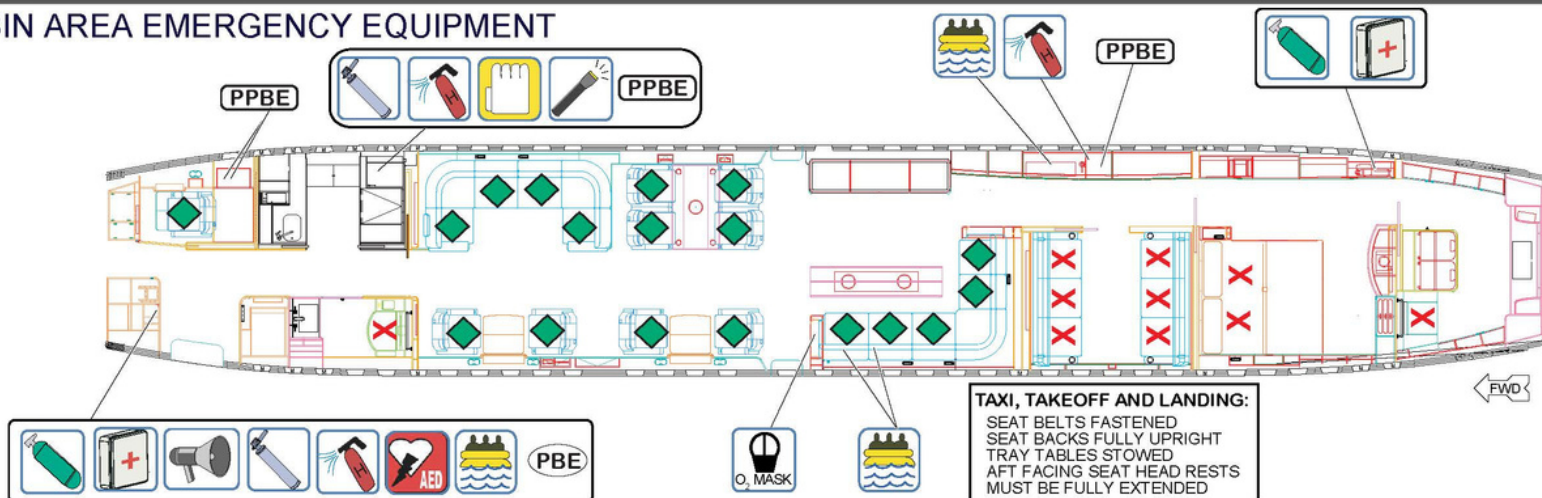 BIN AREA EMERGENCY EQUIPMENT
PPBE
PPBE
PPBE
H
H
X
X
X
X
X
X
X
X
X
X
FWD
TAXI, TAKEOFF AND LANDING:
SEAT BELTS FASTENED
SEAT BACKS FULLY UPRIGHT
TRAY TABLES STOWED
AFT FACING SEAT HEAD RESTS
MUST BE FULLY EXTENDED
H
AED
PBE
O₂ MASK